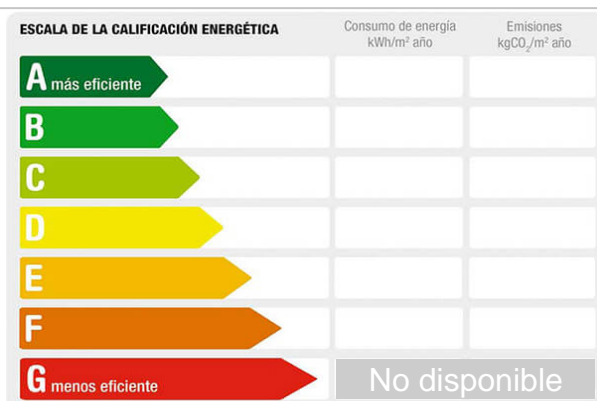 ESCALA DE LA CALIFICACIÓN ENERGÉTICA
Consumo de energía
kWh/m² año
Emisiones
kgCO₂/m² año
A más eficiente
B
C
D
E
F
G menos eficiente
No disponible